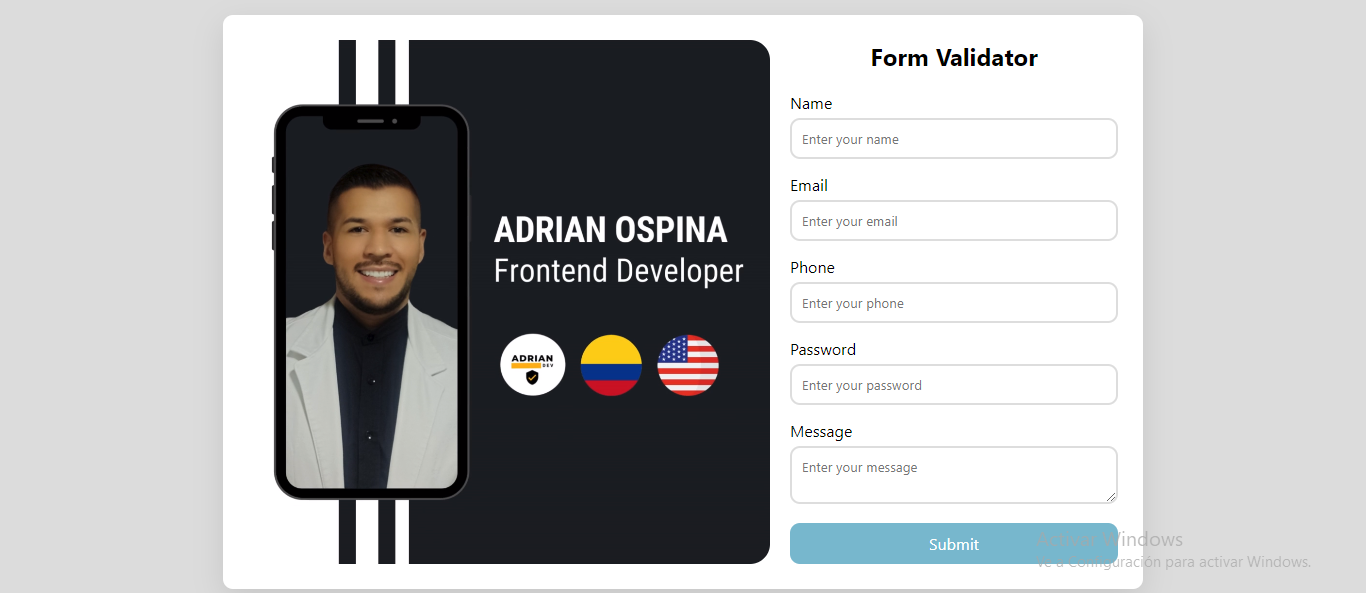 ADRIAN OSPINA
Frontend Developer
ADRIAN
DEV
Form Validator
Name
Enter your name
Email
Enter your email
Phone
Enter your phone
Password
Enter your password
Message
Enter your message
Submit
Activar Windows
Ve a Configuración para activar Windows.